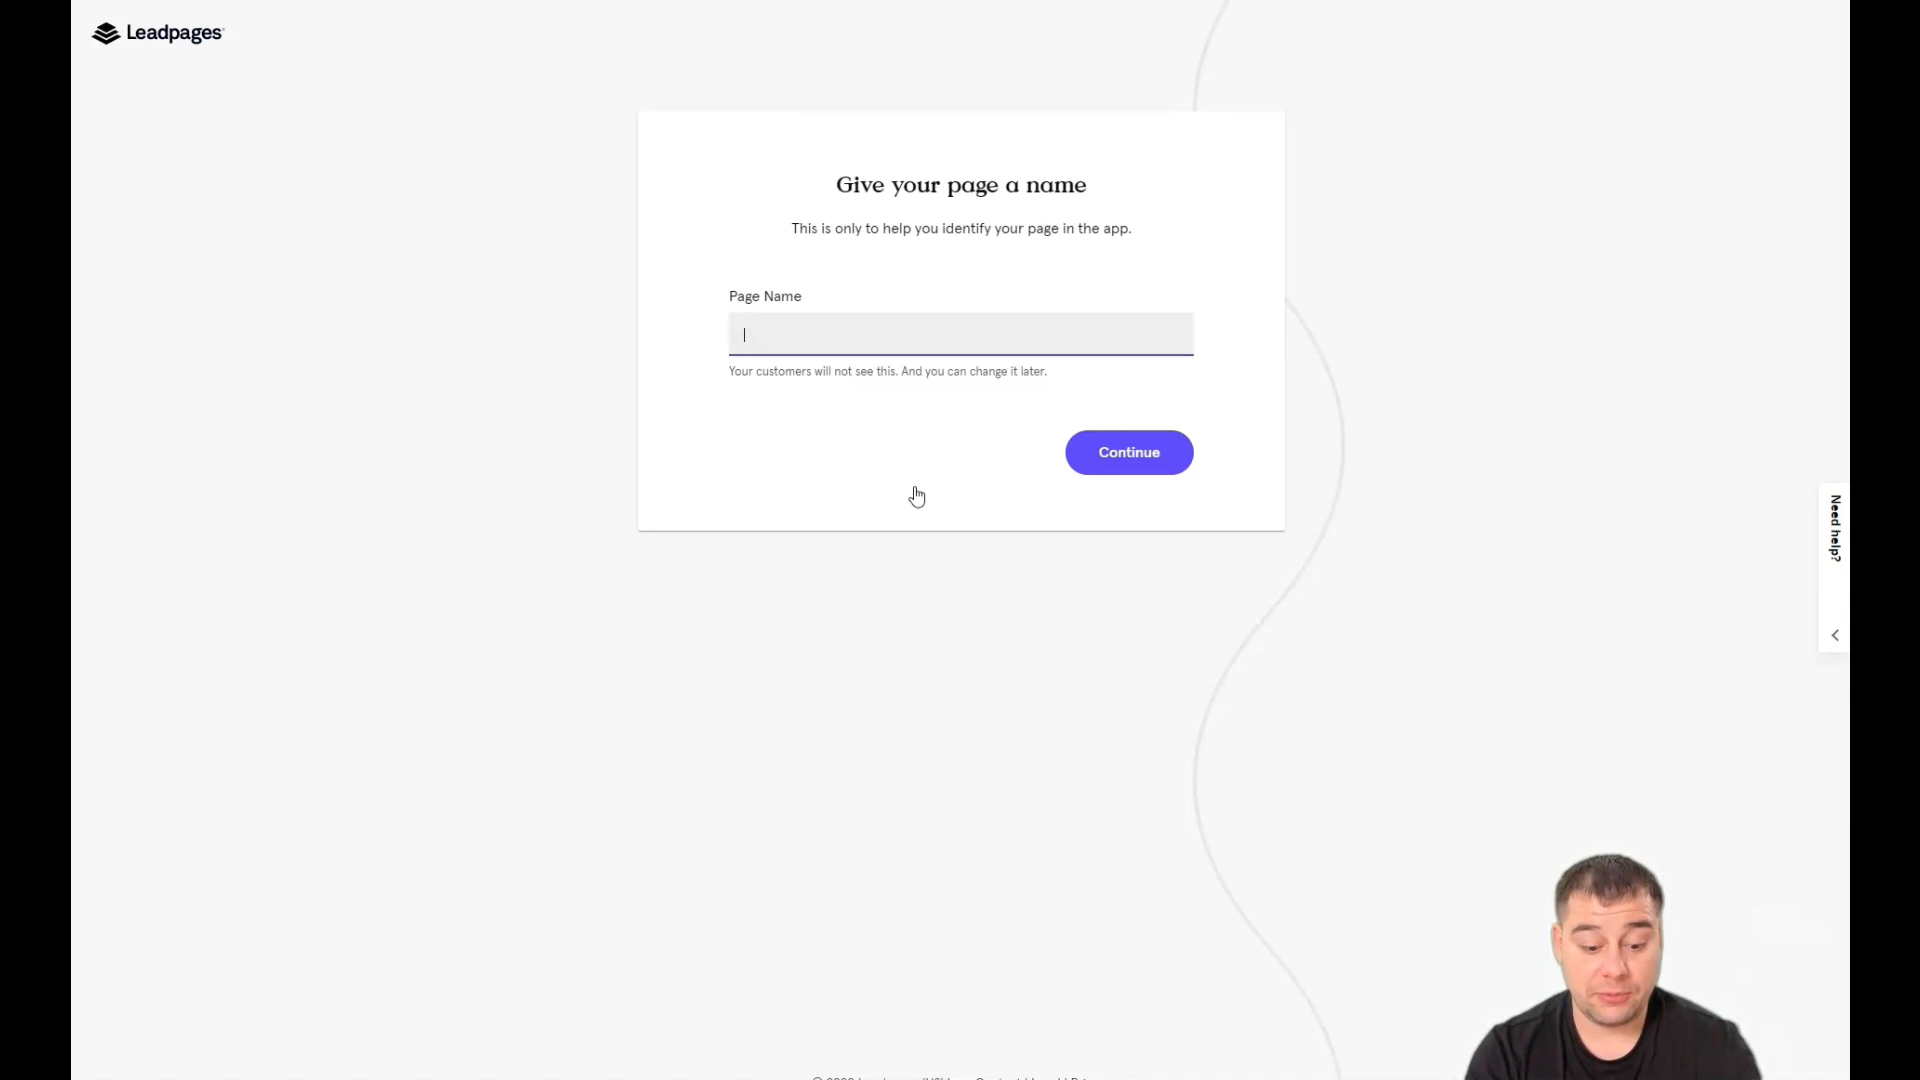 Leadpages
Give your page a name
This is only to help you identify your page in the app.
Page Name
Your customers will not see this. And you can change it later.
Continue
Need help?